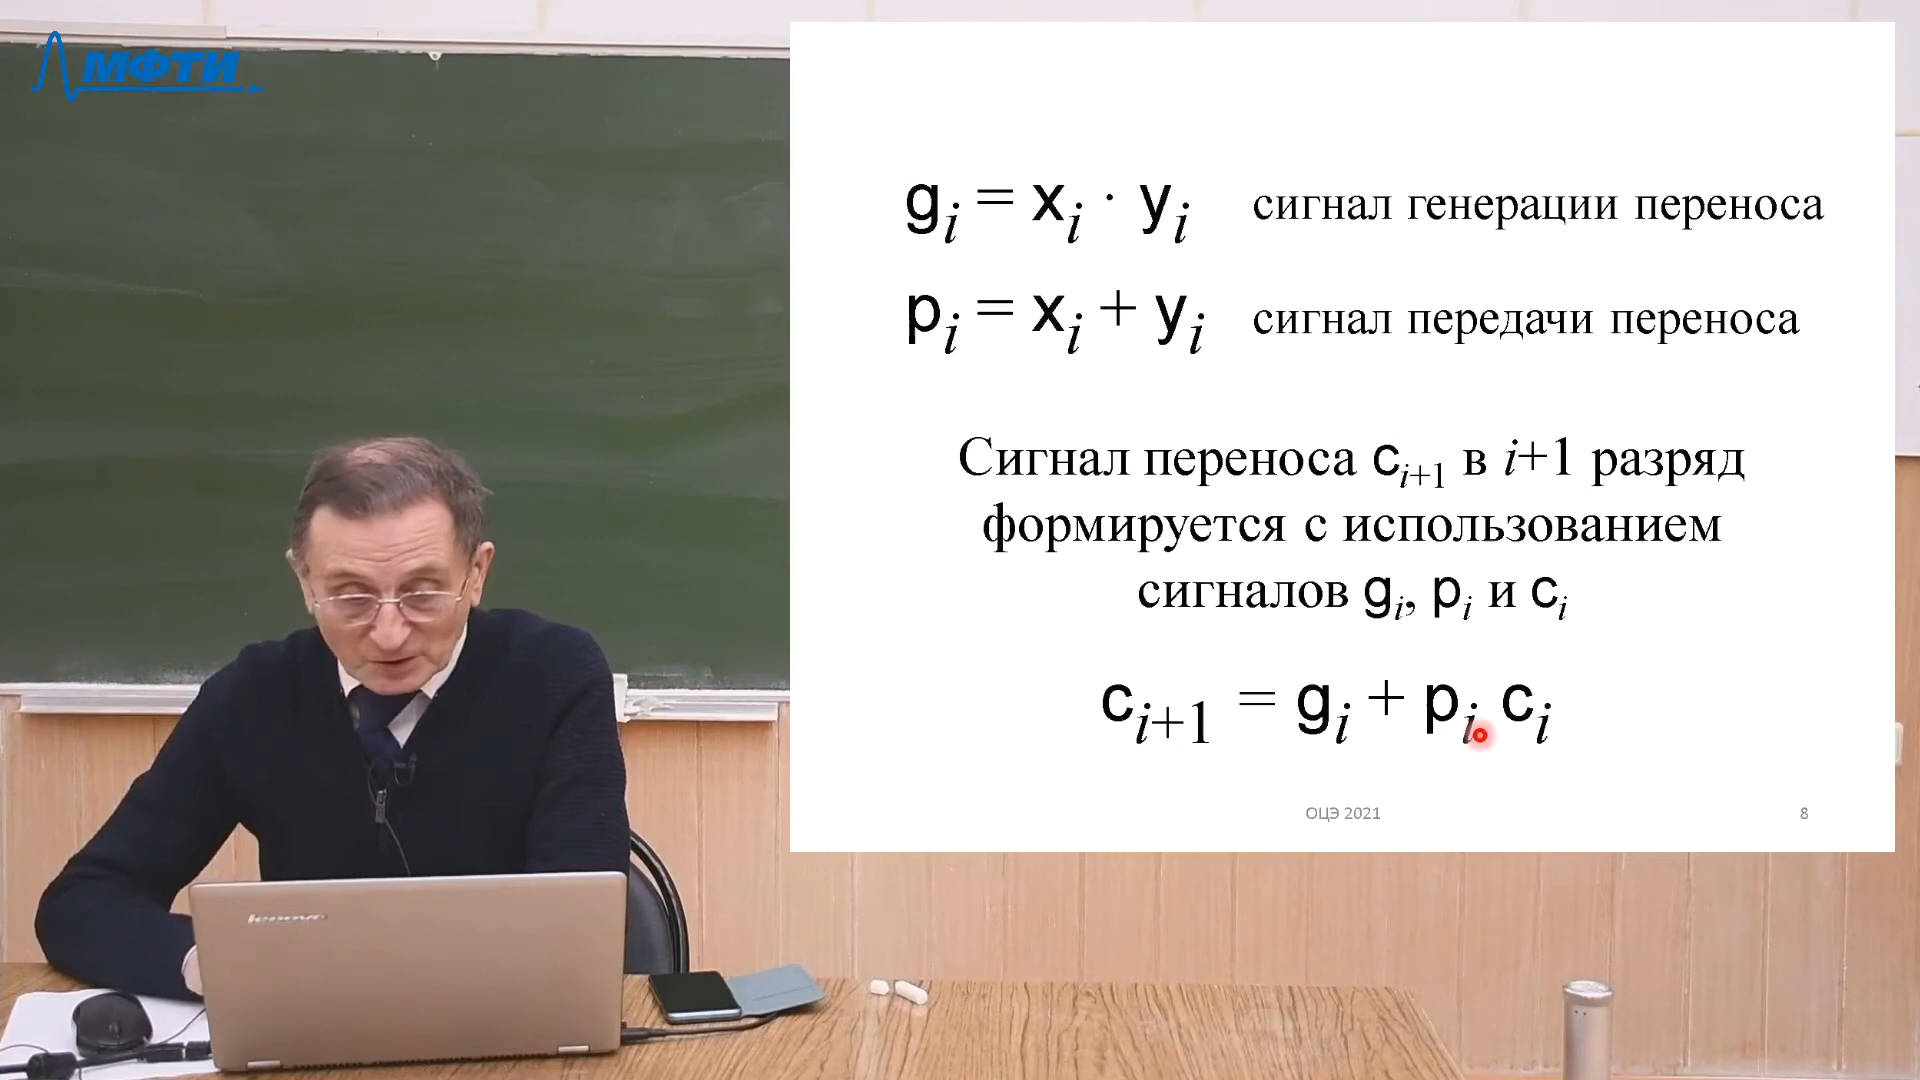 МФТИ
gᵢ = xᵢ · yᵢ сигнал генерации переноса
pᵢ = xᵢ + yᵢ сигнал передачи переноса
Сигнал переноса cᵢ₊₁ в i+1 разряд
формируется с использованием
сигналов gᵢ, pᵢ и cᵢ
cᵢ₊₁ = gᵢ + pᵢ cᵢ
ОЦЭ 2021
8
lenovo